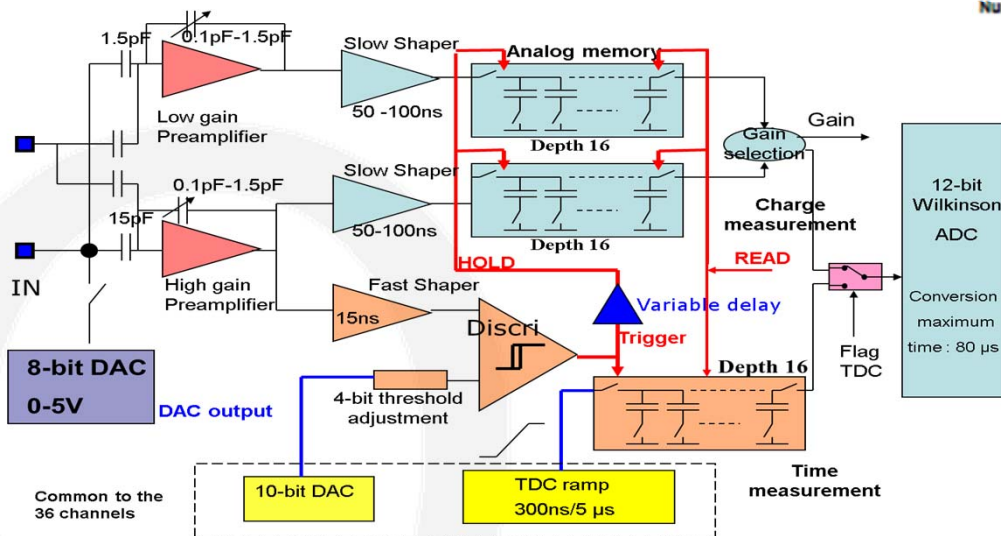 Nu
1.5pF
0.1pF-1.5pF
Slow Shaper
Analog memory
50 -100ns
Low gain
Preamplifier
Depth 16
Gain
Gain
selection
Slow Shaper
0.1pF-1.5pF
15pF
50-100ns
Depth 16
12-bit
Wilkinson
ADC
Charge
measurement
HOLD
READ
IN
High gain
Preamplifier
Fast Shaper
15ns
Discri
Variable delay
Trigger
Conversion
maximum
time : 80 µs
Flag
TDC
Depth 16
8-bit DAC
0-5V
DAC output
4-bit threshold
adjustment
Time
measurement
Common to the
36 channels
10-bit DAC
TDC ramp
300ns/5 µs